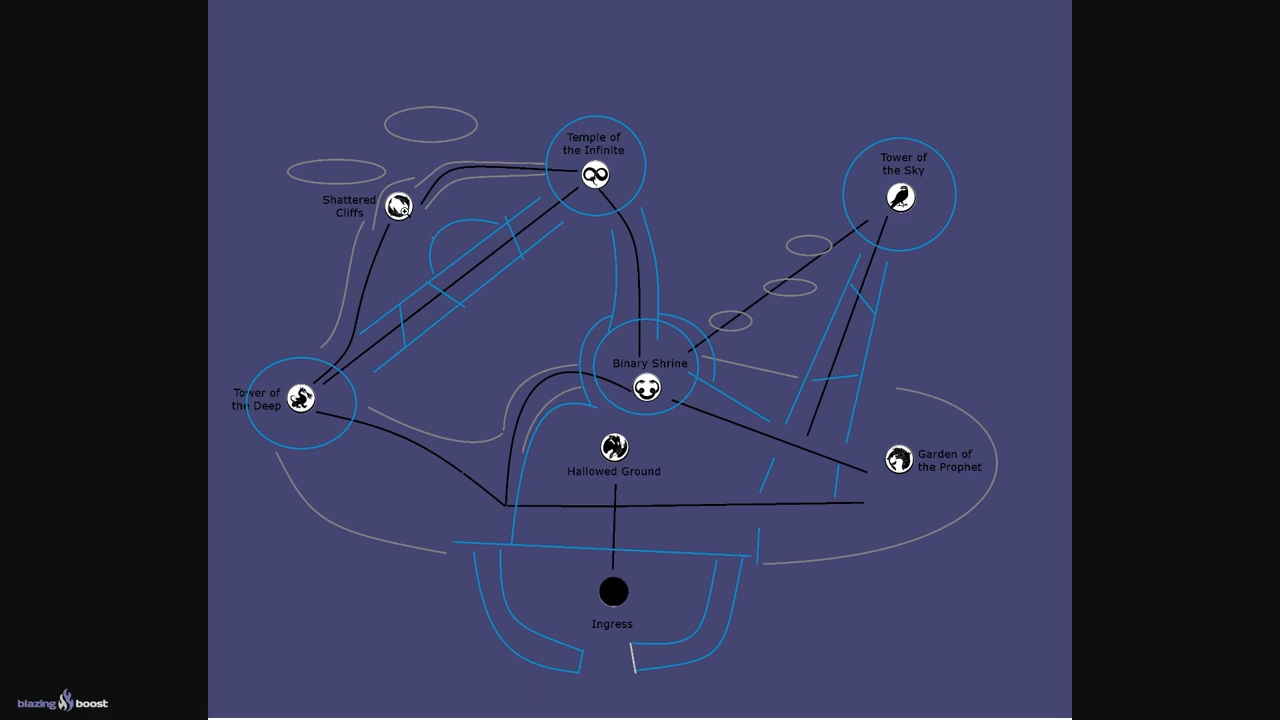 Temple of
the Infinite
Tower of
the Sky
Shattered
Cliffs
Binary Shrine
Tower of
the Deep
Hallowed Ground
Garden of
the Prophet
Ingress
blazing boost